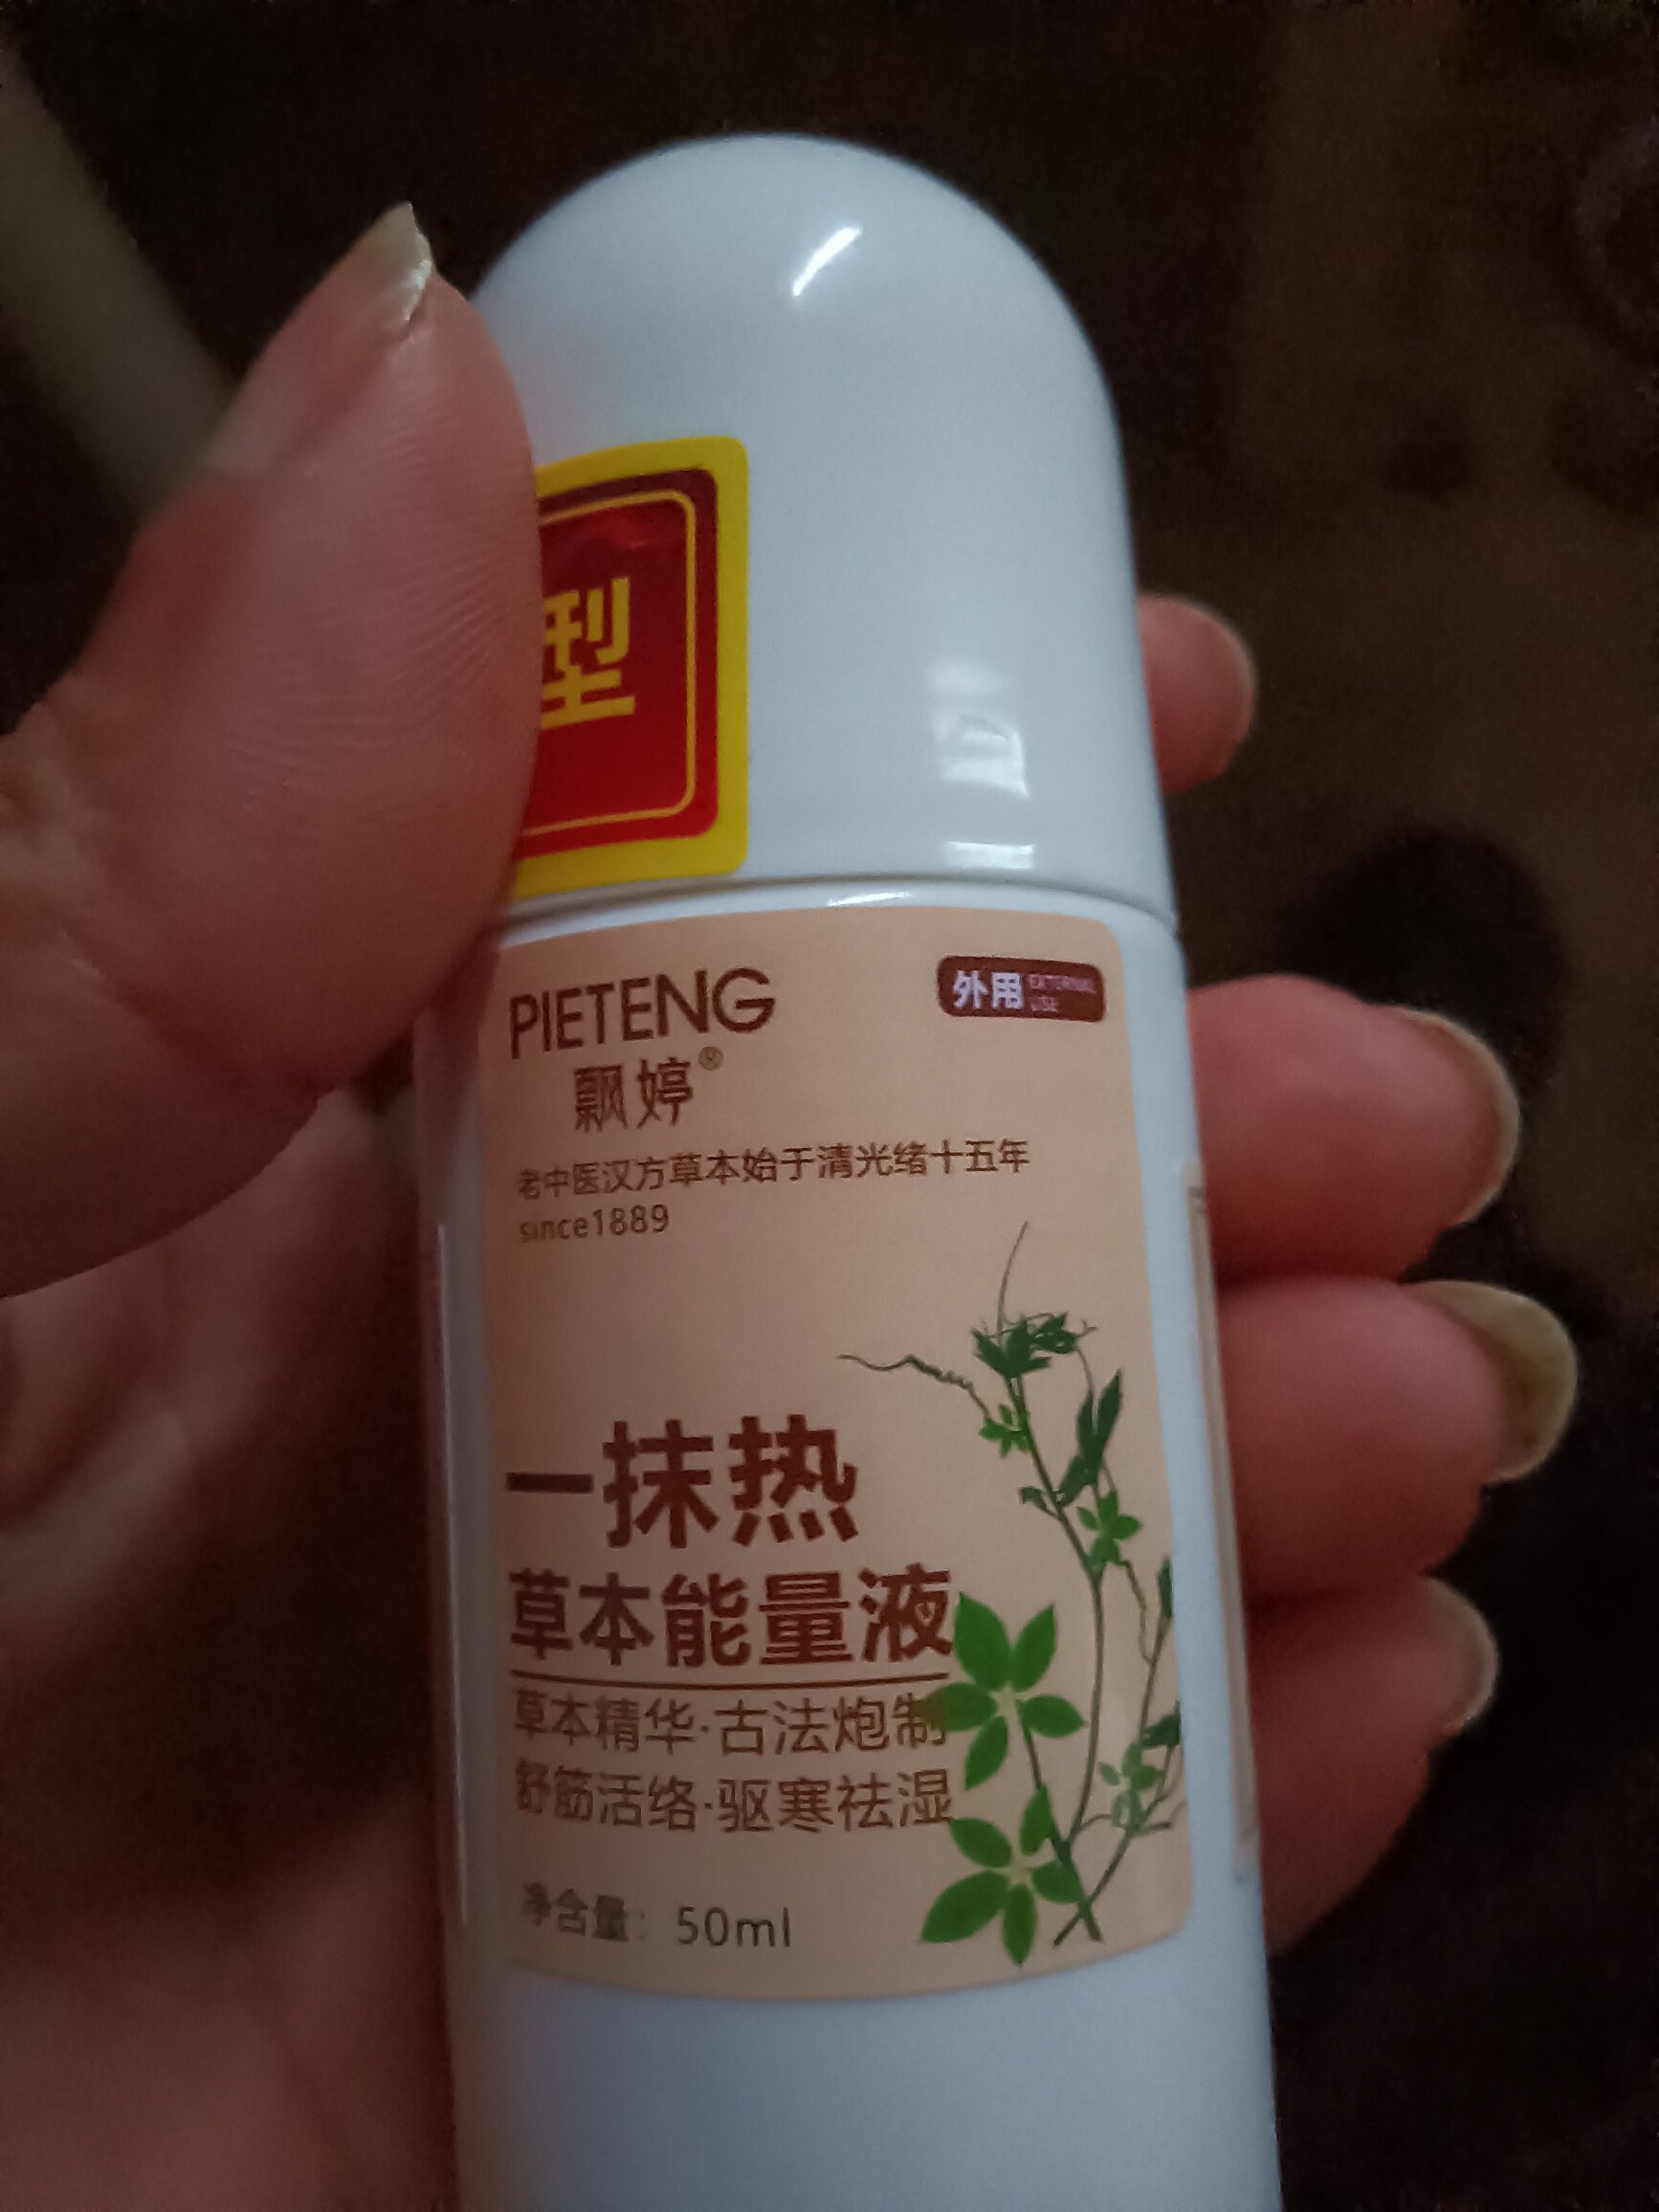 型
PIETENG
外用 EXTERNAL
USE
飘婷®
老中医汉方草本始于清光绪十五年
since1889
一抹热
草本能量液
草本精华·古法炮制
舒筋活络·驱寒祛湿
净含量：50ml